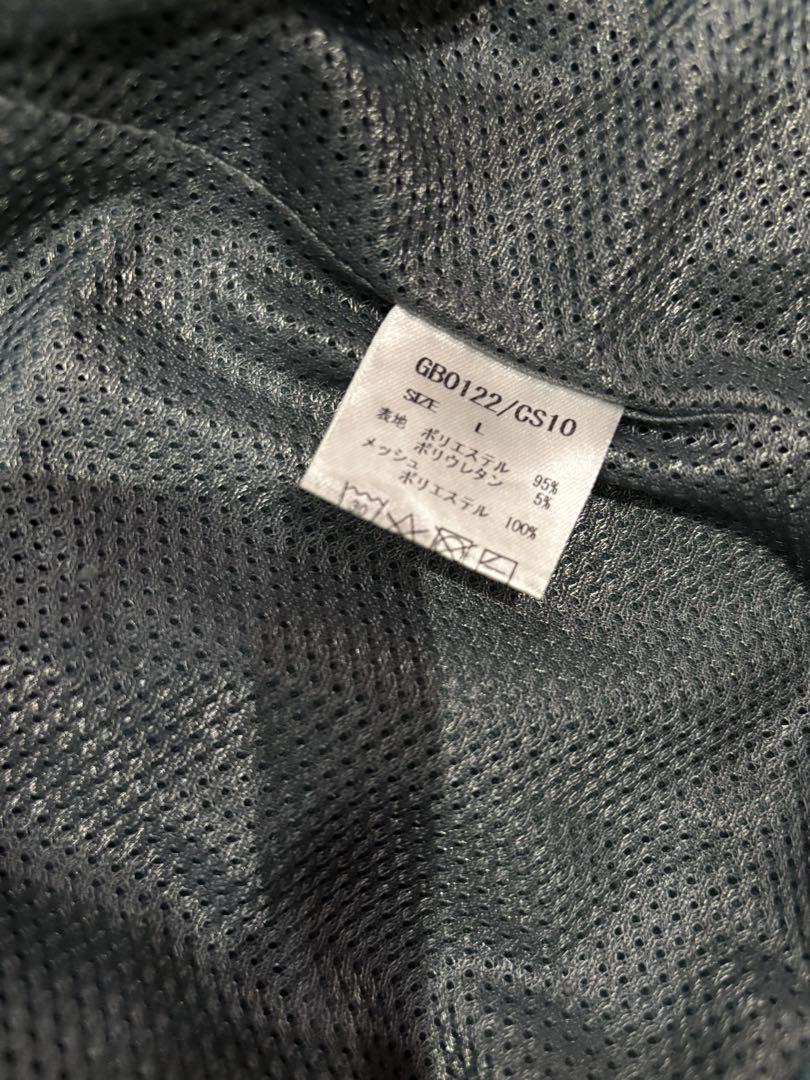 GB0122/CS10
SIZE L
表地 ポリエステル 95%
ポリウレタン 5%
メッシュ
ポリエステル 100%
30